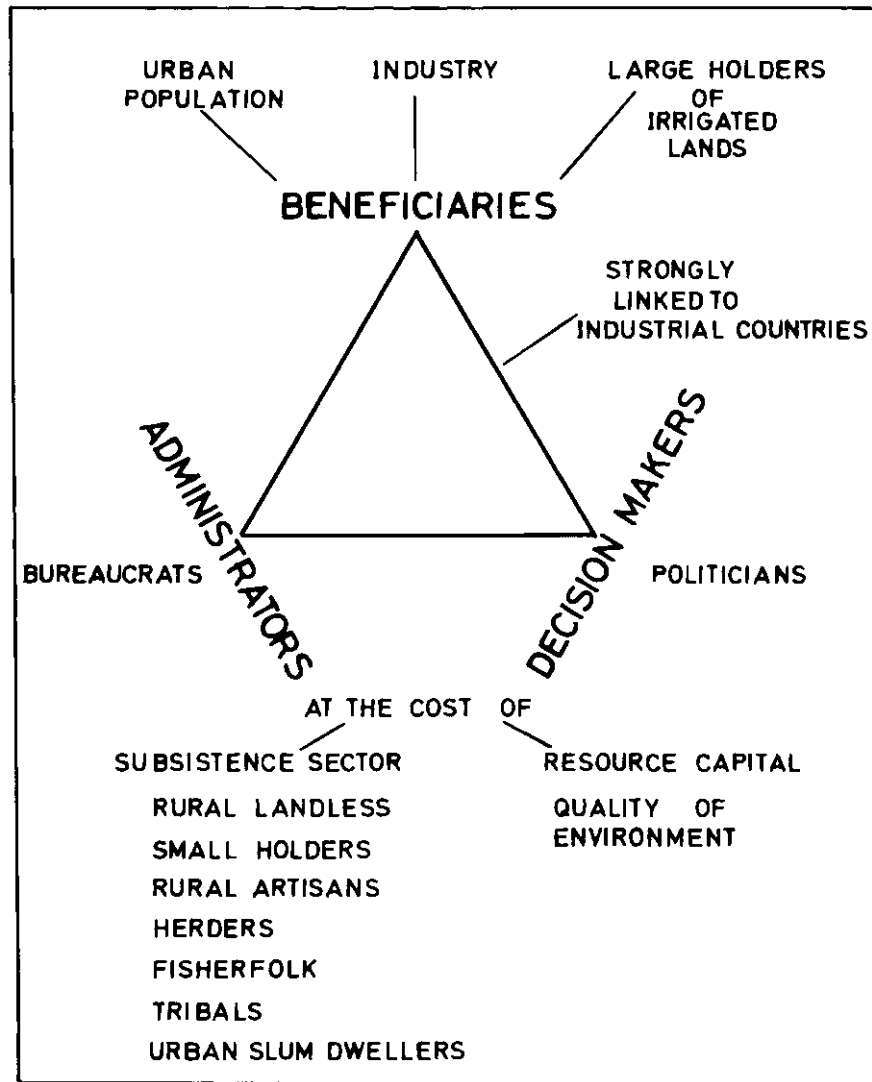 URBAN
POPULATION
INDUSTRY
LARGE HOLDERS
OF
IRRIGATED
LANDS
BENEFICIARIES
STRONGLY
LINKED TO
INDUSTRIAL COUNTRIES
ADMINISTRATORS
DECISION MAKERS
BUREAUCRATS
POLITICIANS
AT THE COST OF
SUBSISTENCE SECTOR
RURAL LANDLESS
SMALL HOLDERS
RURAL ARTISANS
HERDERS
FISHERFOLK
TRIBALS
URBAN SLUM DWELLERS
RESOURCE CAPITAL
QUALITY OF
ENVIRONMENT